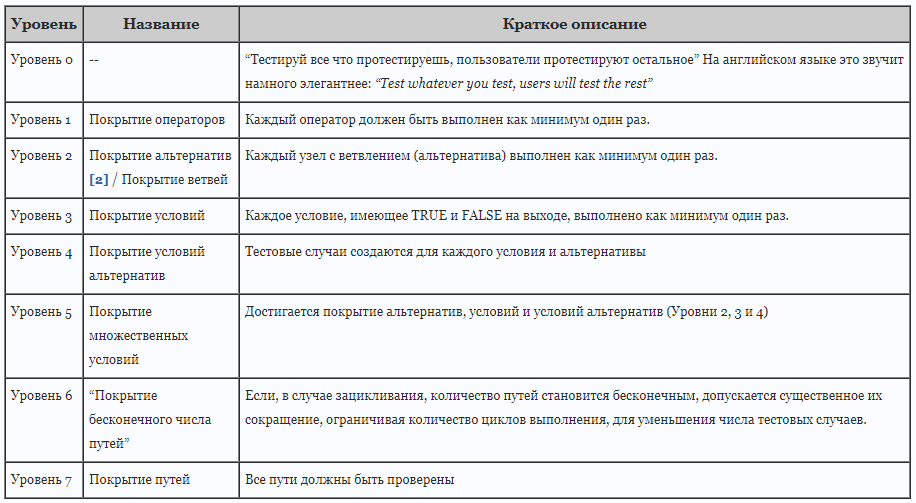 Уровень Название Краткое описание
Уровень 0 -- “Тестируй все что протестируешь, пользователи протестируют остальное” На английском языке это звучит
намного элегантнее: “Test whatever you test, users will test the rest”
Уровень 1 Покрытие операторов Каждый оператор должен быть выполнен как минимум один раз.
Уровень 2 Покрытие альтернатив Каждый узел с ветвлением (альтернатива) выполнен как минимум один раз.
[2] / Покрытие ветвей
Уровень 3 Покрытие условий Каждое условие, имеющее TRUE и FALSE на выходе, выполнено как минимум один раз.
Уровень 4 Покрытие условий Тестовые случаи создаются для каждого условия и альтернативы
альтернатив
Уровень 5 Покрытие Достигается покрытие альтернатив, условий и условий альтернатив (Уровни 2, 3 и 4)
множественных
условий
Уровень 6 “Покрытие Если, в случае зацикливания, количество путей становится бесконечным, допускается существенное их
бесконечного числа сокращение, ограничивая количество циклов выполнения, для уменьшения числа тестовых случаев.
путей”
Уровень 7 Покрытие путей Все пути должны быть проверены